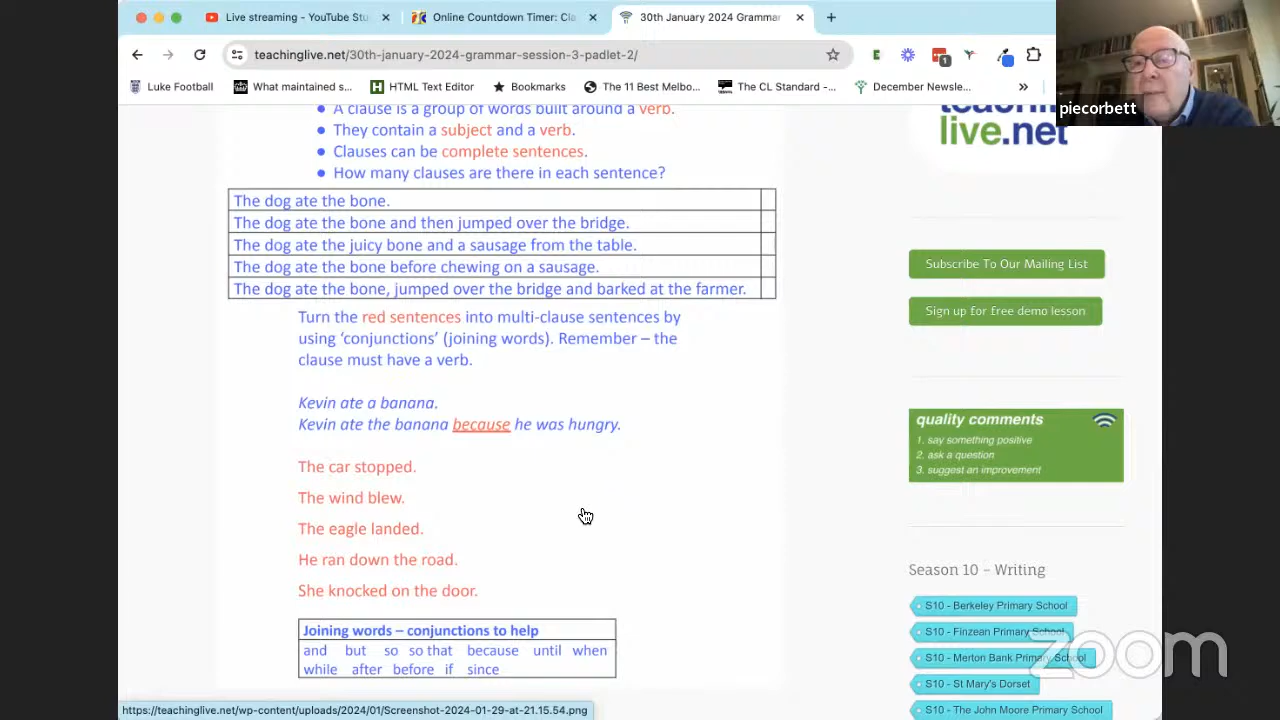 Live streaming - YouTube Stu
Online Countdown Timer: Cla
30th January 2024 Grammar
teachinglive.net/30th-january-2024-grammar-session-3-padlet-2/
Luke Football
What maintained s...
HTML Text Editor
Bookmarks
The 11 Best Melbo...
The CL Standard -...
December Newsle...
piecorbett
live.net
A clause is a group of words built around a verb.
They contain a subject and a verb.
Clauses can be complete sentences.
How many clauses are there in each sentence?
The dog ate the bone.
The dog ate the bone and then jumped over the bridge.
The dog ate the juicy bone and a sausage from the table.
The dog ate the bone before chewing on a sausage.
The dog ate the bone, jumped over the bridge and barked at the farmer.
Turn the red sentences into multi-clause sentences by
using ‘conjunctions’ (joining words). Remember – the
clause must have a verb.
Kevin ate a banana.
Kevin ate the banana because he was hungry.
The car stopped.
The wind blew.
The eagle landed.
He ran down the road.
She knocked on the door.
Joining words – conjunctions to help
and but so so that because until when
while after before if since
Subscribe To Our Mailing List
Sign up for free demo lesson
quality comments
1. say something positive
2. ask a question
3. suggest an improvement
Season 10 – Writing
S10 - Berkeley Primary School
S10 - Finzean Primary School
S10 - Merton Bank Primary School
S10 - St Mary's Dorset
S10 - The John Moore Primary School
zoom
https://teachinglive.net/wp-content/uploads/2024/01/Screenshot-2024-01-29-at-21.15.54.png